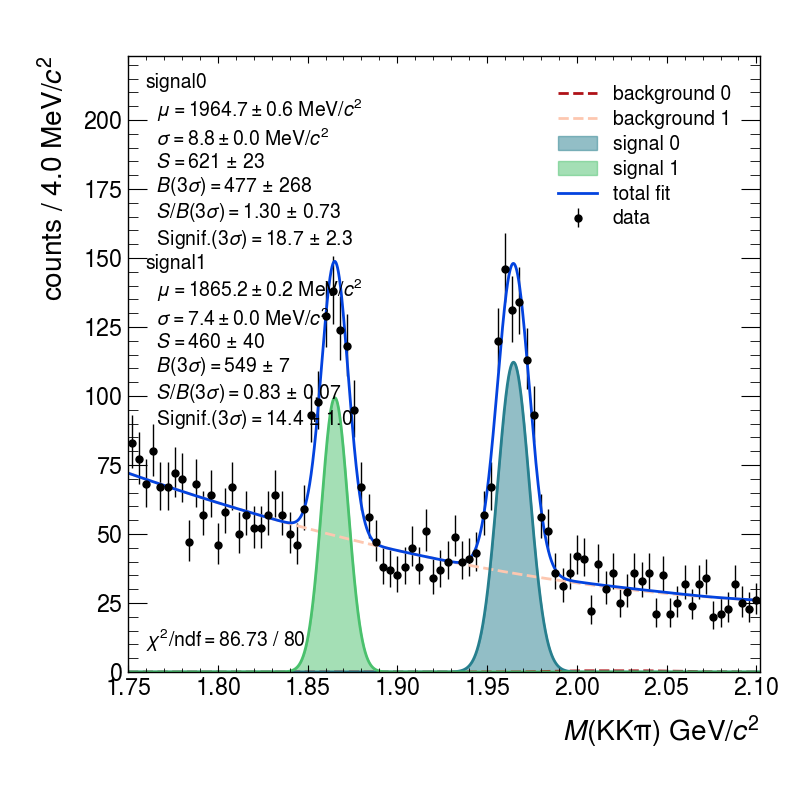 counts / 4.0 MeV/c²
signal0
μ = 1964.7 ± 0.6 MeV/c²
σ = 8.8 ± 0.0 MeV/c²
S = 621 ± 23
B(3σ) = 477 ± 268
S/B(3σ) = 1.30 ± 0.73
Signif.(3σ) = 18.7 ± 2.3
signal1
μ = 1865.2 ± 0.2 MeV/c²
σ = 7.4 ± 0.0 MeV/c²
S = 460 ± 40
B(3σ) = 549 ± 7
S/B(3σ) = 0.83 ± 0.07
Signif.(3σ) = 14.4 ± 1.0
χ²/ndf = 86.73 / 80
background 0
background 1
signal 0
signal 1
total fit
data
200
175
150
125
100
75
50
25
0
1.75 1.80 1.85 1.90 1.95 2.00 2.05 2.10
M(KKπ) GeV/c²